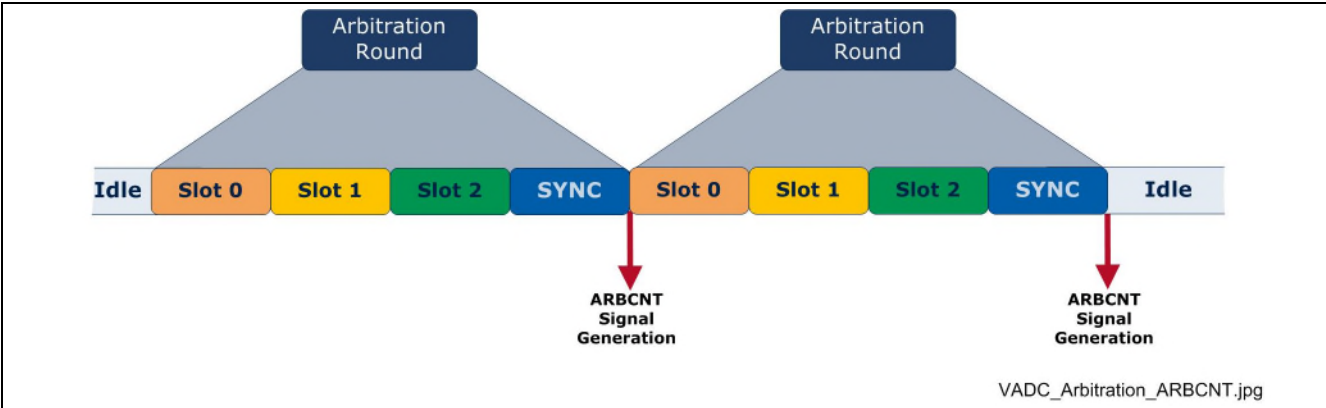 Arbitration
Round
Arbitration
Round
Idle
Slot 0
Slot 1
Slot 2
SYNC
Slot 0
Slot 1
Slot 2
SYNC
Idle
ARBCNT
Signal
Generation
ARBCNT
Signal
Generation
VADC_Arbitration_ARBCNT.jpg